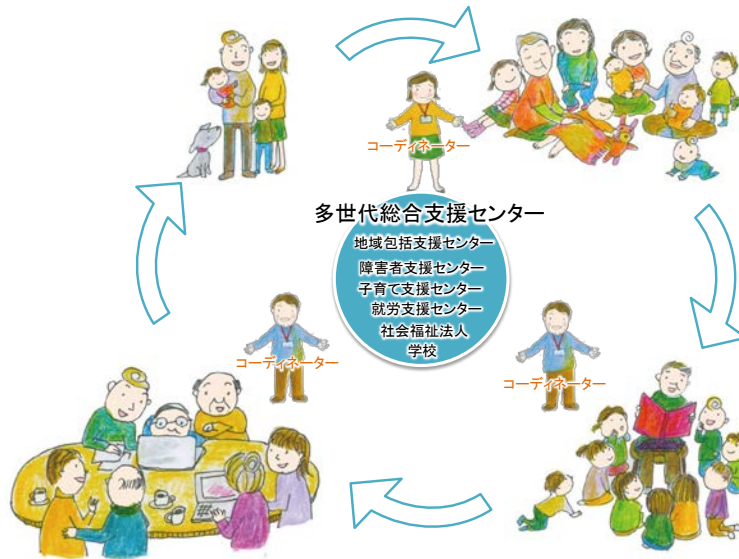 コーディネーター
多世代総合支援センター
地域包括支援センター
障害者支援センター
子育て支援センター
就労支援センター
社会福祉法人
学校
コーディネーター
コーディネーター